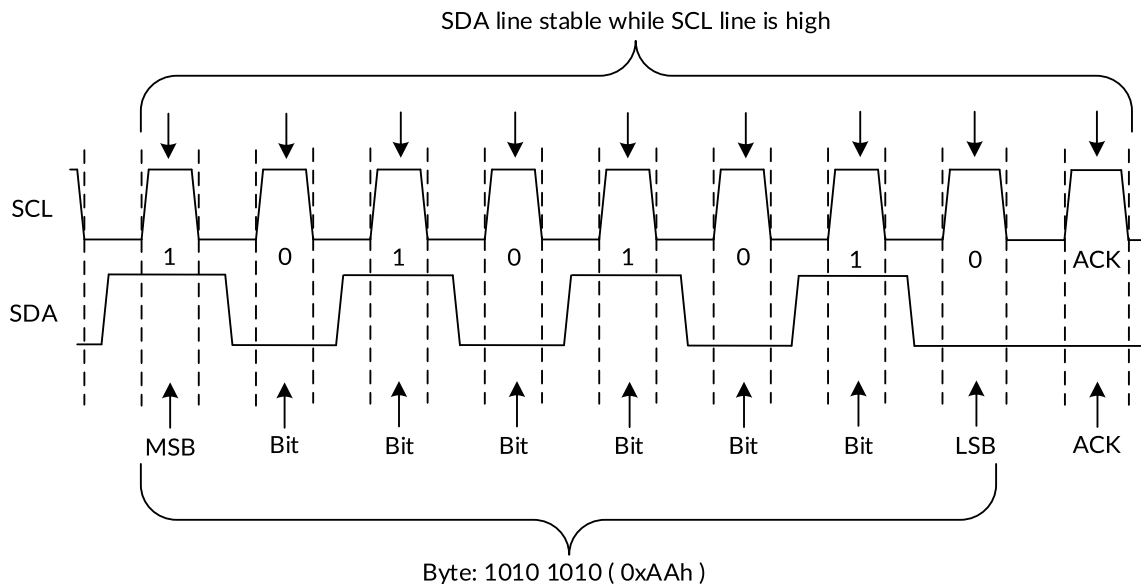 SDA line stable while SCL line is high
SCL
1 0 1 0 1 0 1 0 ACK
SDA
MSB Bit Bit Bit Bit Bit Bit LSB ACK
Byte: 1010 1010 ( 0xAAh )